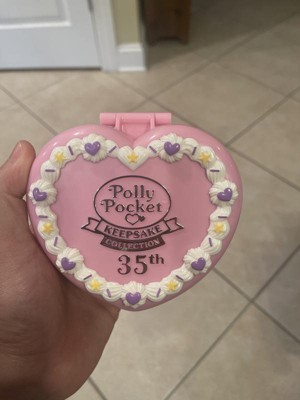 Polly
Pocket
KEEPSAKE
COLLECTION
35th